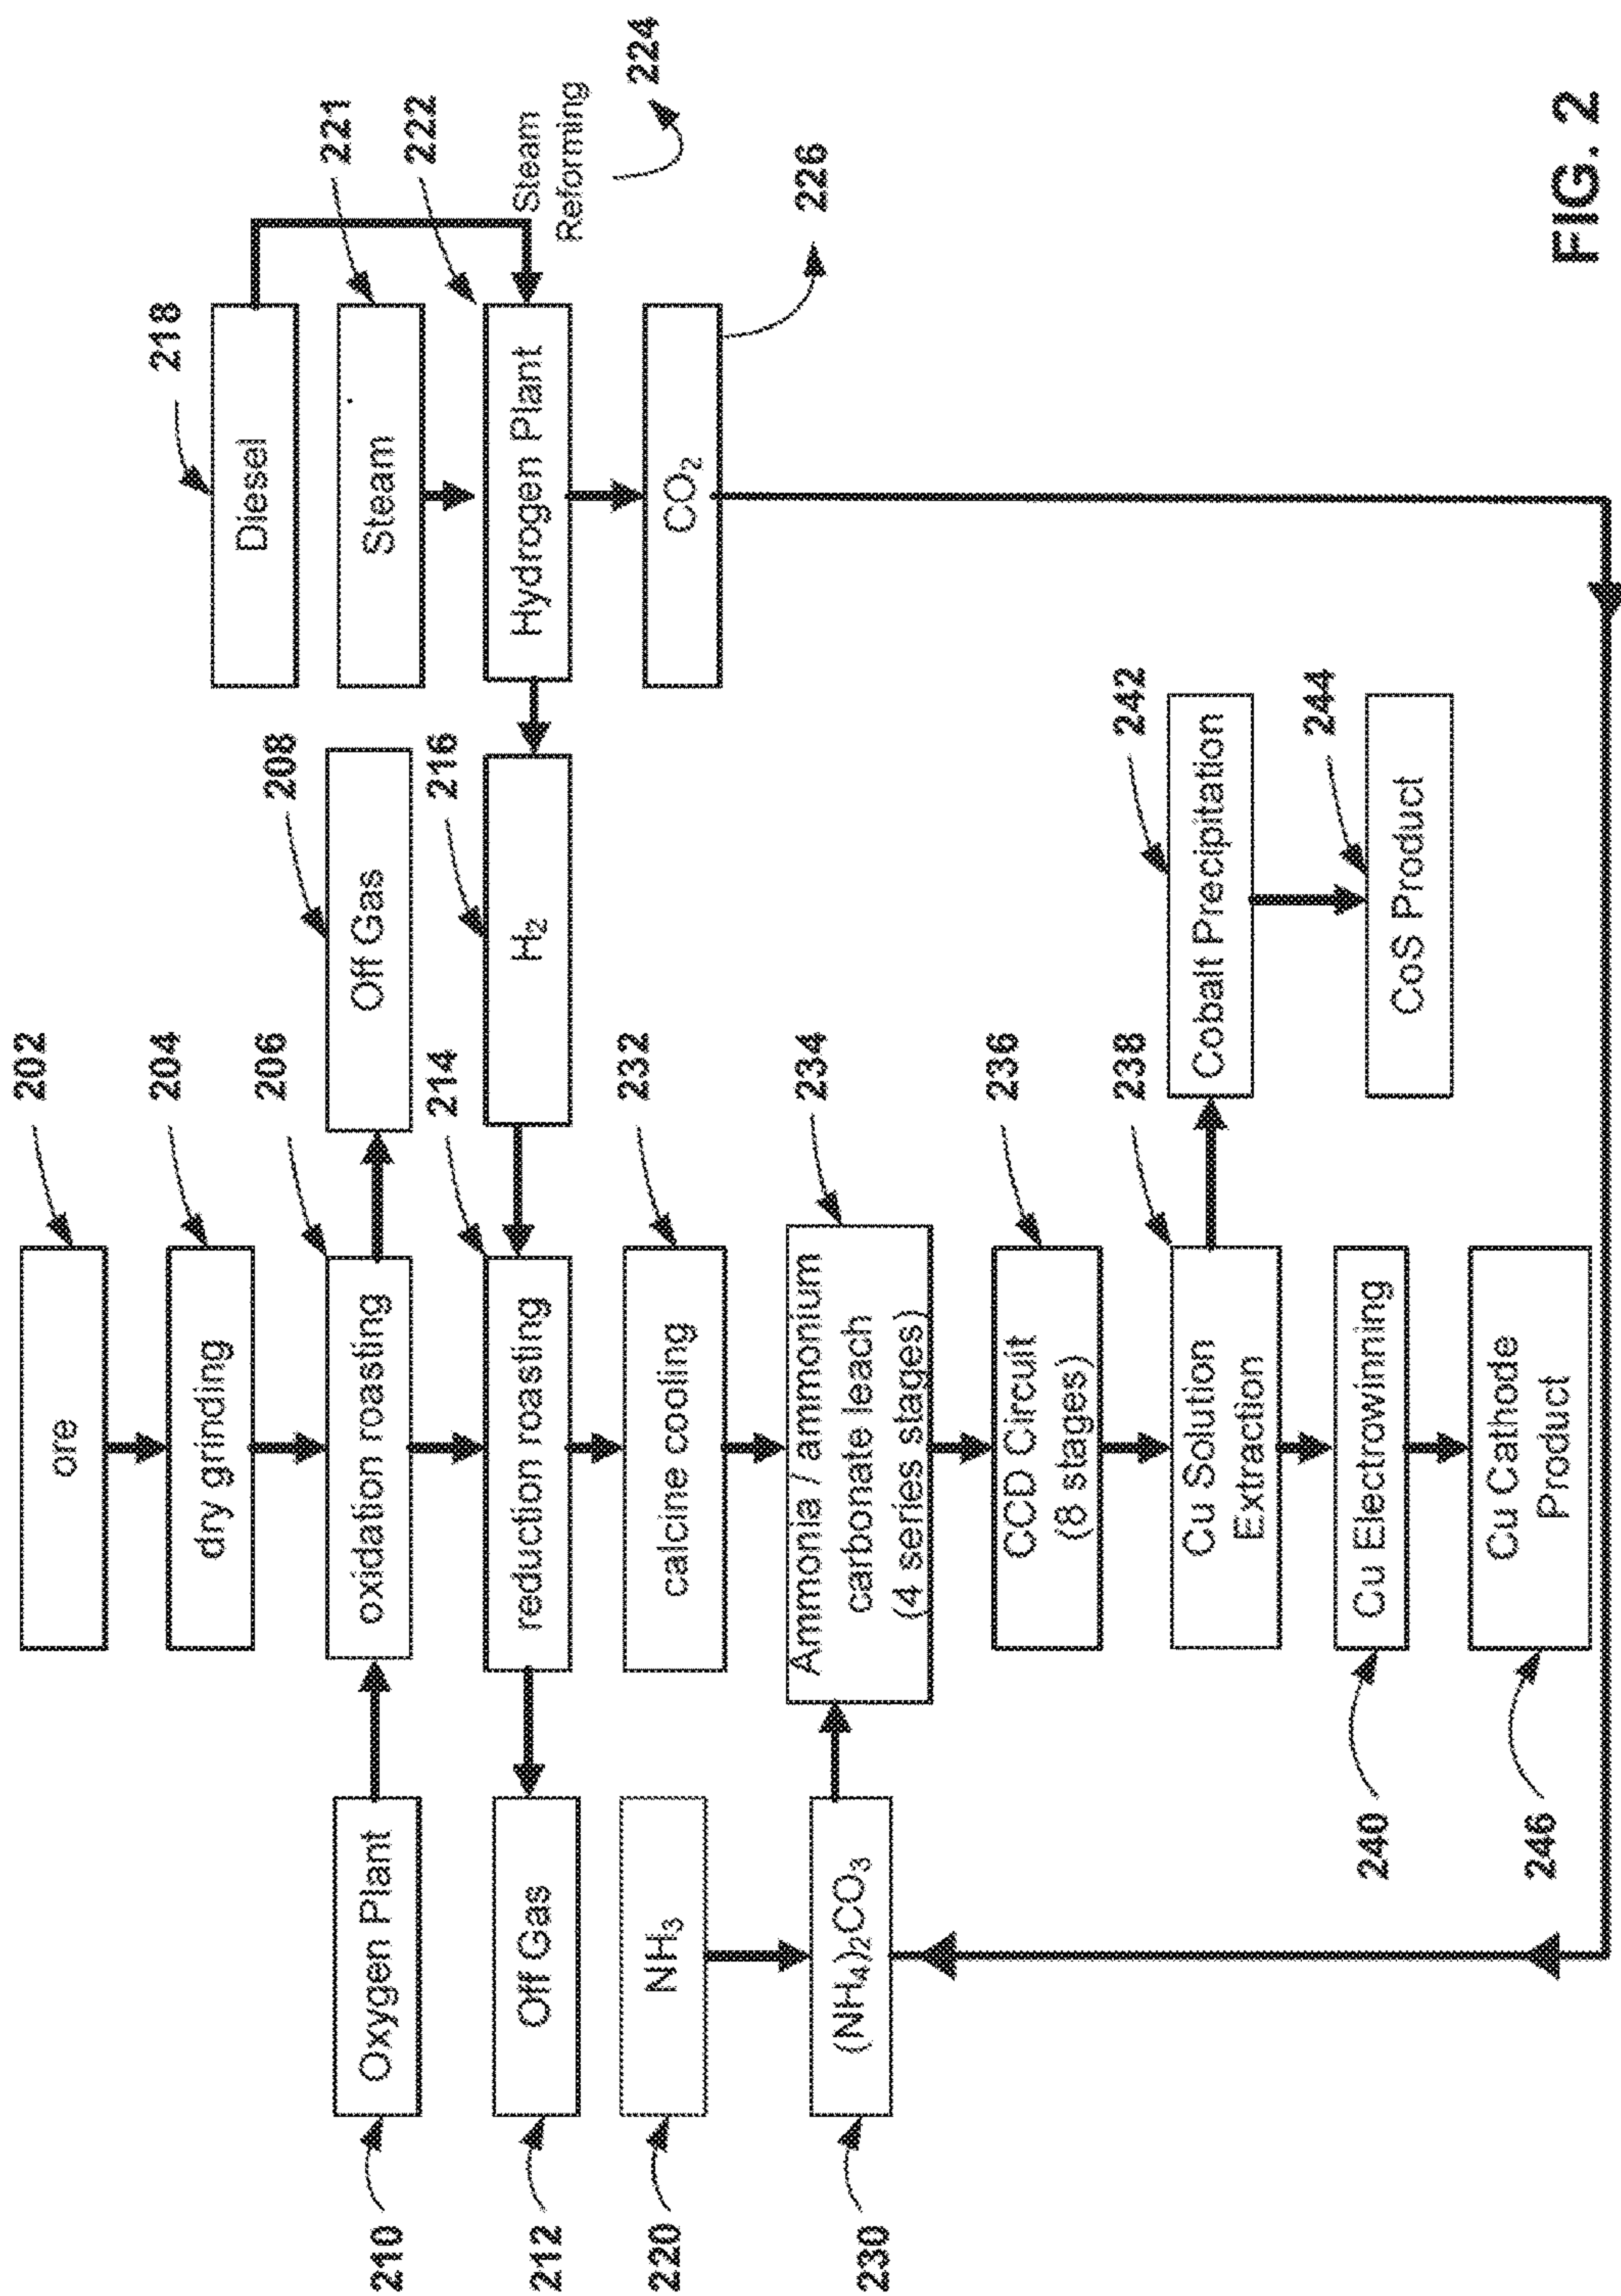 202
ore
204
dry grinding
218
Diesel
210
Oxygen Plant
206
oxidation roasting
208
Off Gas
221
Steam
212
Off Gas
214
reduction roasting
216
H₂
222
Hydrogen Plant
Steam
Reforming
224
220
NH₃
232
calcine cooling
CO₂
226
230
(NH₄)₂CO₃
234
Ammonia / ammonium
carbonate leach
(4 series stages)
236
CCD Circuit
(8 stages)
238
Cu Solution
Extraction
242
Cobalt Precipitation
240
Cu Electrowinning
244
CoS Product
246
Cu Cathode
Product
FIG. 2